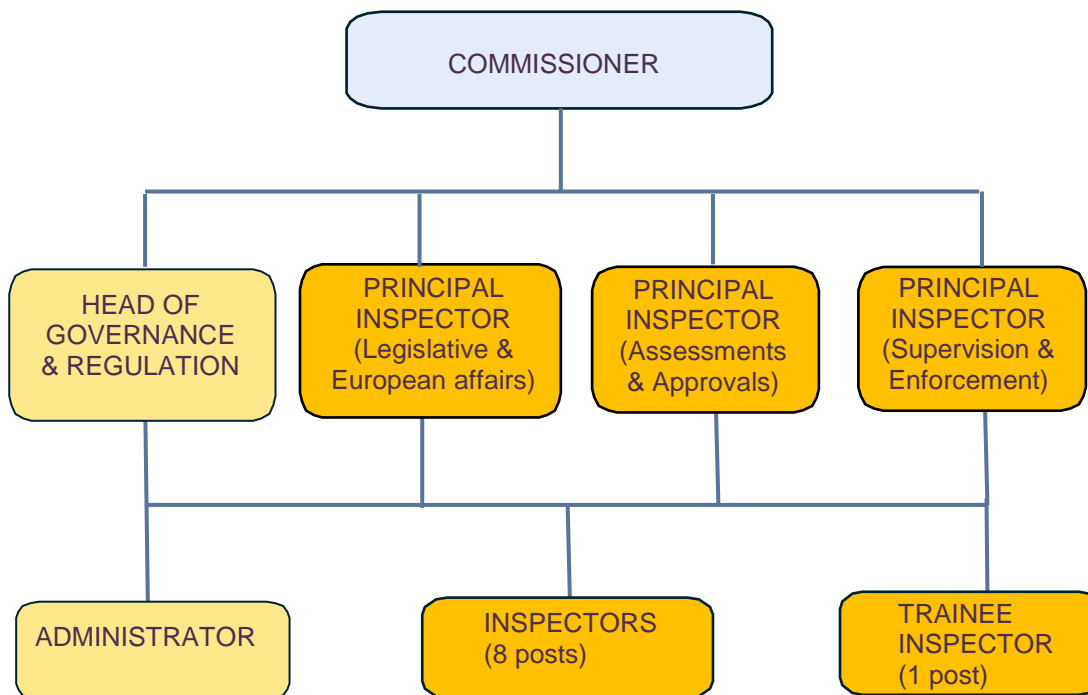 COMMISSIONER
HEAD OF
GOVERNANCE
& REGULATION
PRINCIPAL
INSPECTOR
(Legislative &
European affairs)
PRINCIPAL
INSPECTOR
(Assessments
& Approvals)
PRINCIPAL
INSPECTOR
(Supervision &
Enforcement)
ADMINISTRATOR
INSPECTORS
(8 posts)
TRAINEE
INSPECTOR
(1 post)